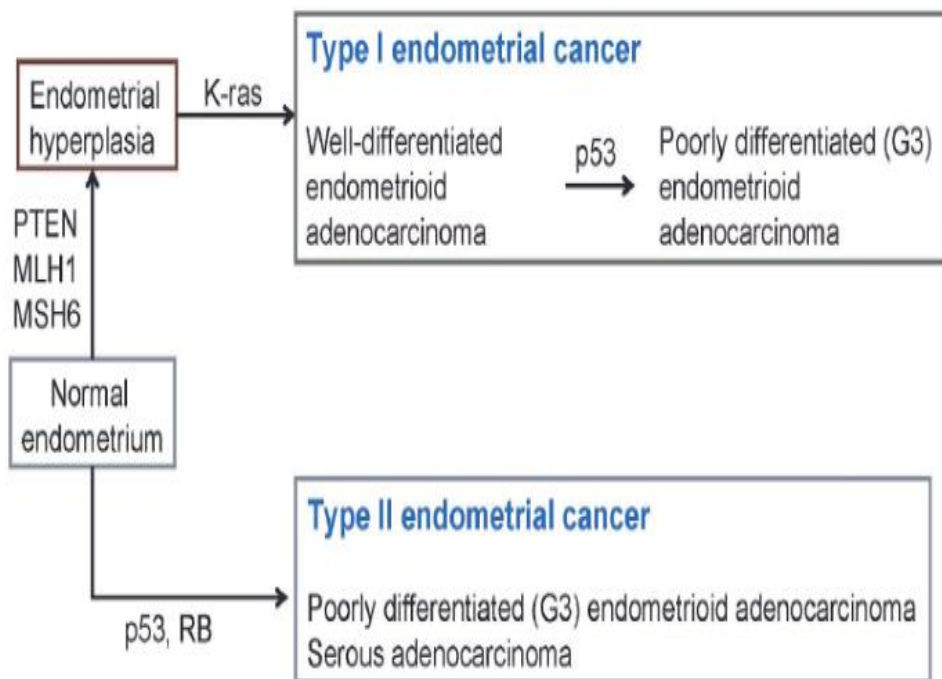 Type I endometrial cancer
Endometrial
hyperplasia
K-ras
Well-differentiated
endometrioid
adenocarcinoma
p53
Poorly differentiated (G3)
endometrioid
adenocarcinoma
PTEN
MLH1
MSH6
Normal
endometrium
Type II endometrial cancer
p53, RB
Poorly differentiated (G3) endometrioid adenocarcinoma
Serous adenocarcinoma